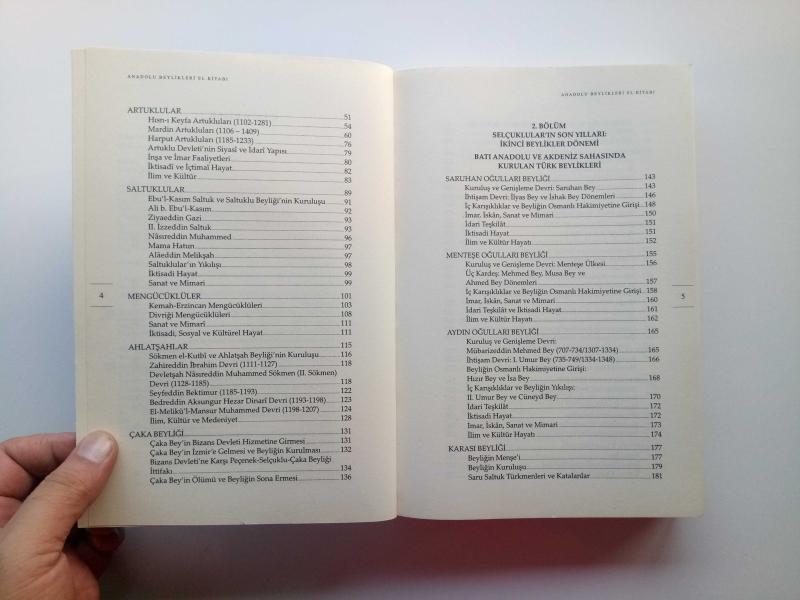 ANADOLU BEYLİKLERİ EL KİTABI
ARTUKLULAR 51
Hısn-ı Keyfa Artukluları (1102-1281) 54
Mardin Artukluları (1106 – 1409) 60
Harput Artukluları (1185-1233) 76
Artuklu Devleti'nin Siyasî ve İdarî Yapısı 79
İnşa ve İmar Faaliyetleri 80
İktisadî ve İçtimaî Hayat 82
İlim ve Kültür 83
SALTUKLULAR 89
Ebu'l-Kasım Saltuk ve Saltuklu Beyliği'nin Kuruluşu 91
Ali b. Ebu'l-Kasım 92
Ziyaeddin Gazi 93
II. İzzeddin Saltuk
Nâsıreddin Muhammed 96
Mama Hatun 96
Alâeddin Melikşah 97
Saltuklular'ın Yıkılışı
İktisadi Hayat 99
Sanat ve Mimari 99
4
MENGÜCÜKLÜLER 101
Kemah-Erzincan Mengücüklüleri 103
Divriği Mengücüklüleri 108
Sanat ve Mimarî 111
İktisadi, Sosyal ve Kültürel Hayat 111
AHLATŞAHLAR 115
Sökmen el-Kutbî ve Ahlatşah Beyliği'nin Kuruluşu 116
Zahireddin İbrahim Devri (1111-1127) 118
Devletşah Nâsıreddin Muhammed Sökmen (II. Sökmen)
Devri (1128-1185) 118
Seyfeddin Bektimur (1185-1193) 122
Bedreddin Aksungur Hezar Dinarî Devri (1193-1198) 123
El-Melikü'l-Mansur Muhammed Devri (1198-1207) 124
İlim, Kültür ve Medeniyet 128
ÇAKA BEYLİĞİ 131
Çaka Bey'in Bizans Devleti Hizmetine Girmesi 131
Çaka Bey'in İzmir'e Gelmesi ve Beyliğin Kurulması 132
Bizans Devleti'ne Karşı Peçenek-Selçuklu-Çaka Beyliği
İttifakı 134
Çaka Bey'in Ölümü ve Beyliğin Sona Ermesi 136
ANADOLU BEYLİKLERİ EL KİTABI
2. BÖLÜM
SELÇUKLULAR'IN SON YILLARI:
İKİNCİ BEYLİKLER DÖNEMİ
BATI ANADOLU VE AKDENİZ SAHASINDA
KURULAN TÜRK BEYLİKLERİ
SARUHAN OĞULLARI BEYLİĞİ 143
Kuruluş ve Genişleme Devri: Saruhan Bey 143
İhtişam Devri: İlyas Bey ve İshak Bey Dönemleri 146
İç Karışıklıklar ve Beyliğin Osmanlı Hakimiyetine Girişi 148
İmar, İskân, Sanat ve Mimari 150
İdari Teşkilât 151
İktisadi Hayat 151
İlim ve Kültür Hayatı 152
MENTEŞE OĞULLARI BEYLİĞİ 155
Kuruluş ve Genişleme Devri: Menteşe Ülkesi 156
Üç Kardeş: Mehmed Bey, Musa Bey ve
Ahmed Bey Dönemleri 157
İç Karışıklıklar ve Beyliğin Osmanlı Hakimiyetine Girişi 158
İmar, İskân, Sanat ve Mimari 160
İdari Teşkilât ve İktisadi Hayat 161
İlim ve Kültür Hayatı 162
5
AYDIN OĞULLARI BEYLİĞİ 165
Kuruluş ve Genişleme Devri:
Mübarizeddin Mehmed Bey (707-734/1307-1334) 165
İhtişam Devri: I. Umur Bey (735-749/1334-1348) 166
Beyliğin Osmanlı Hakimiyetine Girişi:
Hızır Bey ve İsa Bey 168
İç Karışıklıklar ve Beyliğin Yıkılışı:
II. Umur Bey ve Cüneyd Bey 170
İdari Teşkilât 172
İktisadi Hayat 172
İmar, İskân, Sanat ve Mimari 173
İlim ve Kültür Hayatı 174
KARASI BEYLİĞİ 177
Beyliğin Menşe'i 177
Beyliğin Kuruluşu 179
Saru Saltuk Türkmenleri ve Katalanlar 181